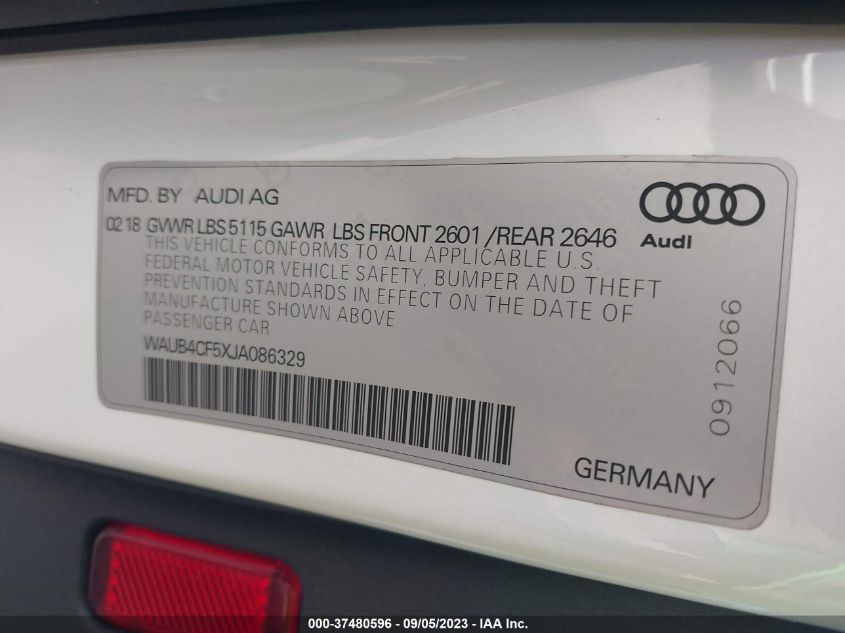 MFD. BY AUDI AG
02 18 GVWR LBS 5115 GAWR LBS FRONT 2601 /REAR 2646
THIS VEHICLE CONFORMS TO ALL APPLICABLE U.S.
FEDERAL MOTOR VEHICLE SAFETY, BUMPER AND THEFT
PREVENTION STANDARDS IN EFFECT ON THE DATE OF
MANUFACTURE SHOWN ABOVE
PASSENGER CAR
WAUB4CF5XJA086329
Audi
0912066
GERMANY
000-37480596 - 09/05/2023 - IAA Inc.